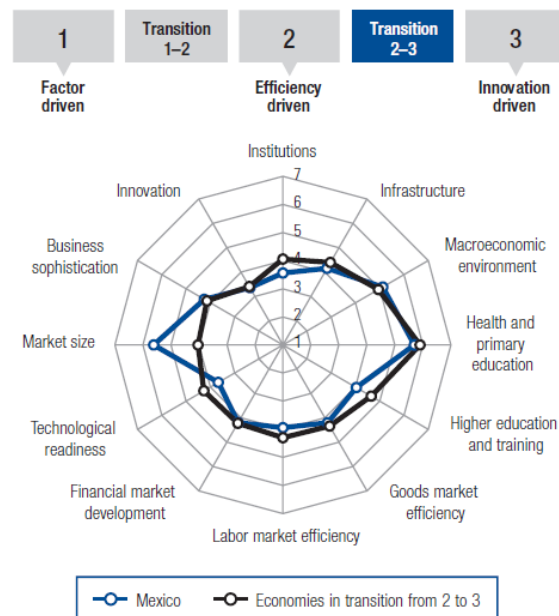 1
Transition
1–2
2
Transition
2–3
3
Factor
driven
Efficiency
driven
Innovation
driven
Institutions
7
6
5
4
3
2
1
Innovation
Infrastructure
Business
sophistication
Macroeconomic
environment
Market size
Health and
primary
education
Technological
readiness
Higher education
and training
Financial market
development
Goods market
efficiency
Labor market efficiency
Mexico
Economies in transition from 2 to 3